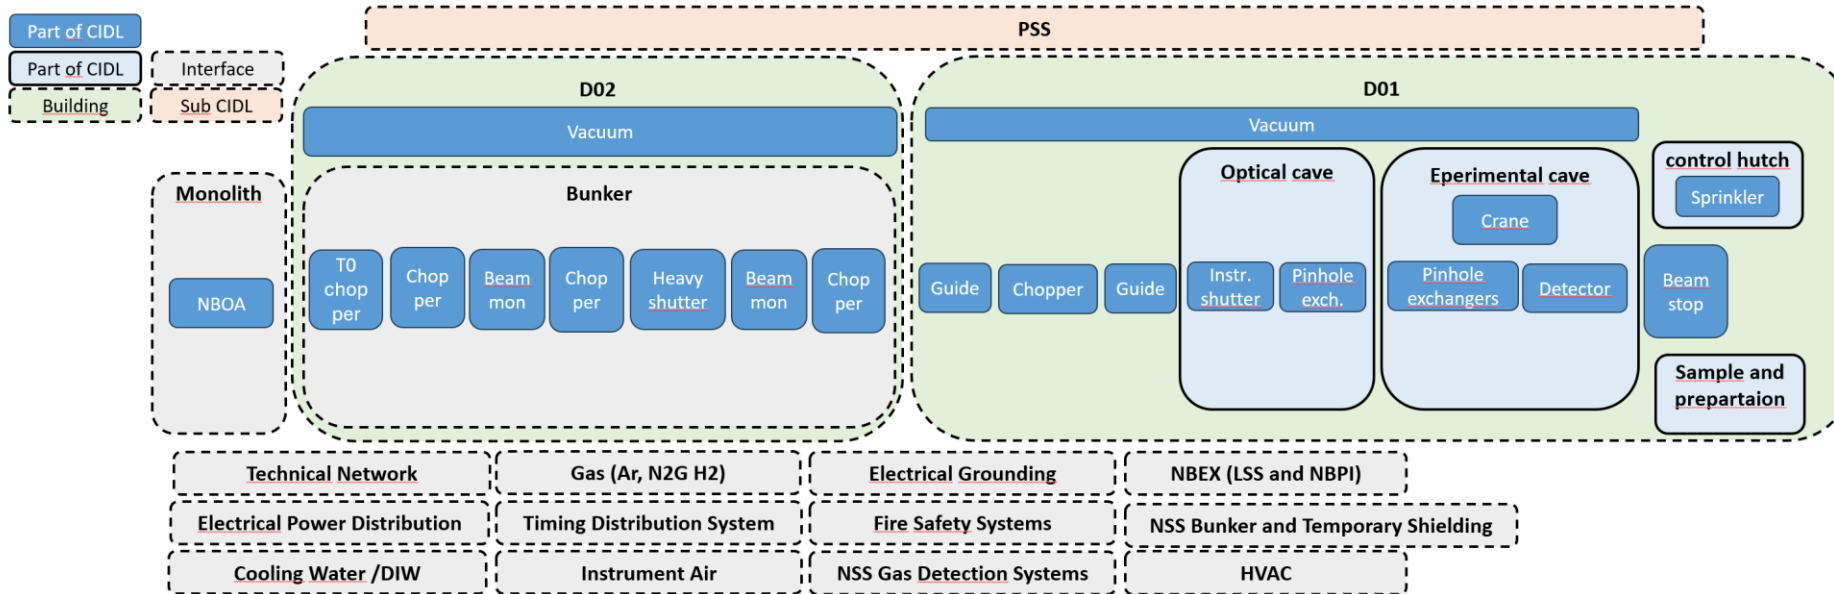 Part of CIDL
Part of CIDL
Interface
Building
Sub CIDL
PSS
D02
D01
Vacuum
Vacuum
Monolith
Bunker
Optical cave
Eperimental cave
control hutch
Sprinkler
Crane
NBOA
T0
chop
per
Chop
per
Beam
mon
Chop
per
Heavy
shutter
Beam
mon
Chop
per
Guide
Chopper
Guide
Instr.
shutter
Pinhole
exch.
Pinhole
exchangers
Detector
Beam
stop
Sample and
prepartaion
Technical Network
Gas (Ar, N2G H2)
Electrical Grounding
NBEX (LSS and NBPI)
Electrical Power Distribution
Timing Distribution System
Fire Safety Systems
NSS Bunker and Temporary Shielding
Cooling Water /DIW
Instrument Air
NSS Gas Detection Systems
HVAC